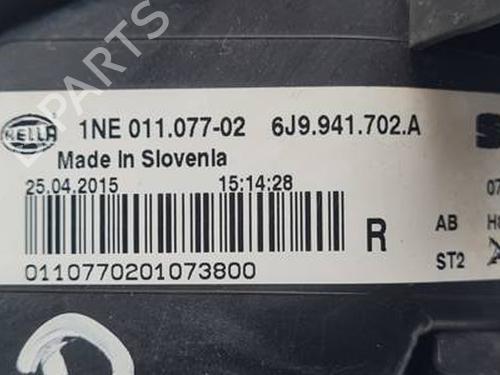 HELLA 1NE 011.077-02 6J9.941.702.A
Made In Slovenia
25.04.2015 15:14:28 07
R AB
ST2
0110770201073800